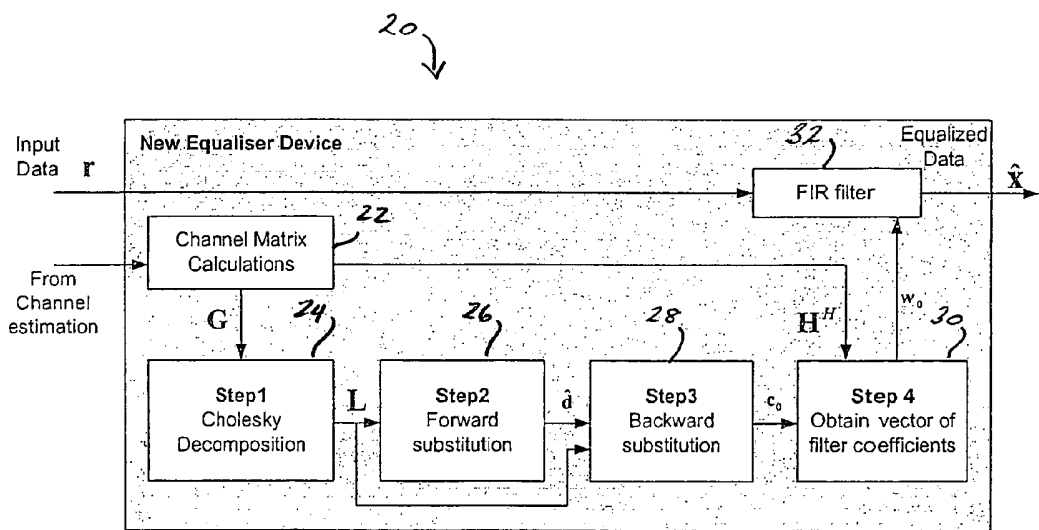 20
New Equaliser Device
Input
Data r
32
Equalized
Data
x̂
FIR filter
22
Channel Matrix
Calculations
From
Channel
estimation
G
24
26
28
H^H
w₀
30
Step1
Cholesky
Decomposition
L
Step2
Forward
substitution
d̂
Step3
Backward
substitution
c₀
Step 4
Obtain vector of
filter coefficients